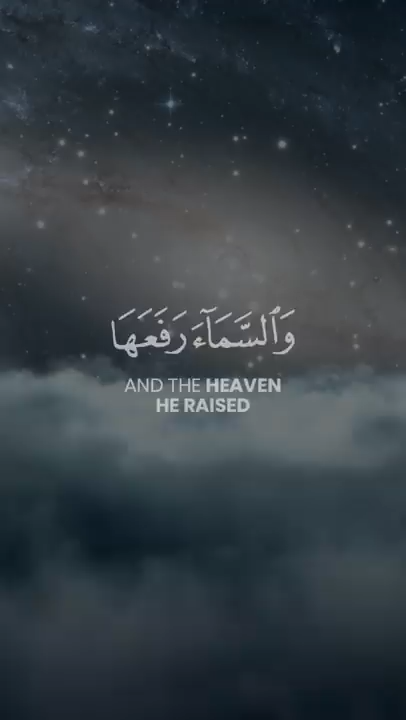 وَٱلسَّمَآءَ رَفَعَهَا
AND THE HEAVEN
HE RAISED